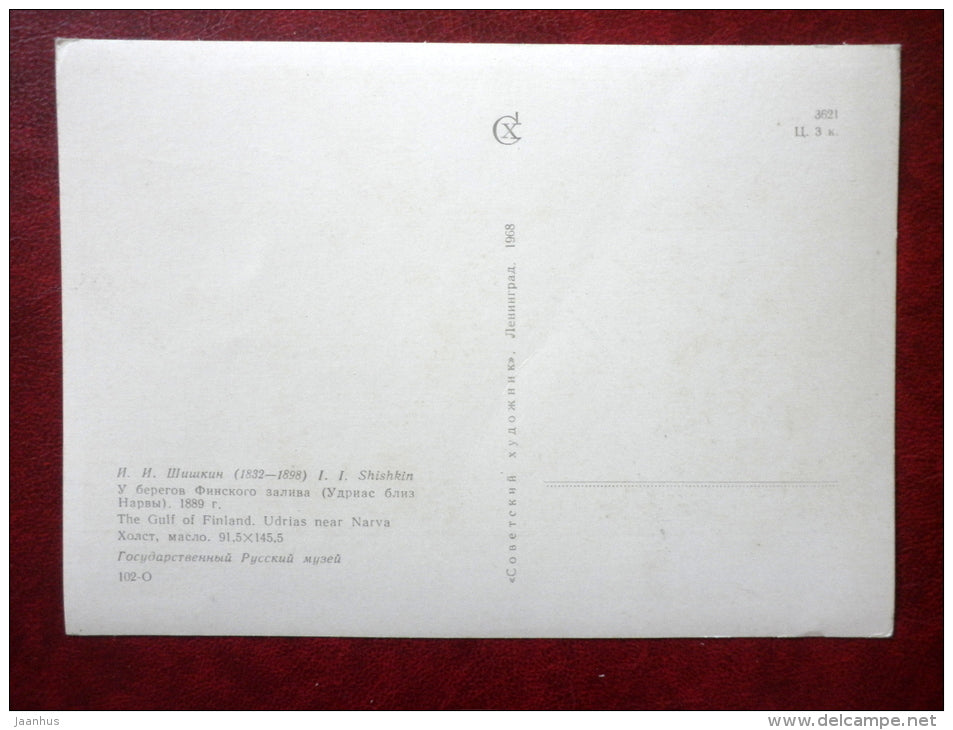 СХ
3621
Ц. 3 к.
«Советский художник». Ленинград. 1968
И. И. Шишкин (1832—1898) I. I. Shishkin
У берегов Финского залива (Удриас близ
Нарвы). 1889 г.
The Gulf of Finland. Udrias near Narva
Холст, масло. 91,5×145,5
Государственный Русский музей
102-О
jaanhus
www.delcampe.net